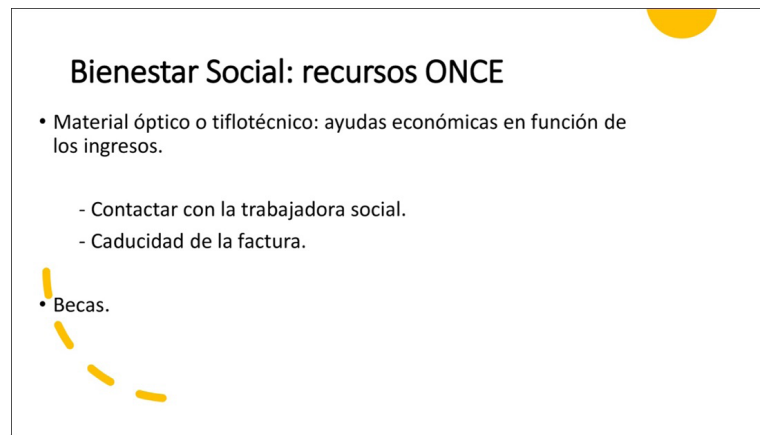 Bienestar Social: recursos ONCE
• Material óptico o tiflotécnico: ayudas económicas en función de
los ingresos.
- Contactar con la trabajadora social.
- Caducidad de la factura.
• Becas.